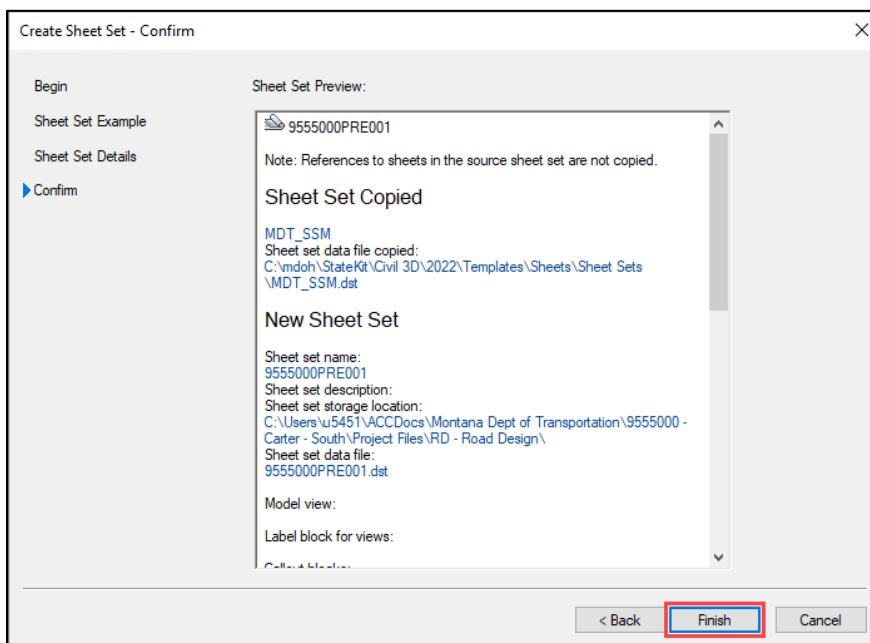 Create Sheet Set - Confirm
Begin
Sheet Set Example
Sheet Set Details
Confirm
Sheet Set Preview:
9555000PRE001
Note: References to sheets in the source sheet set are not copied.
Sheet Set Copied
MDT_SSM
Sheet set data file copied:
C:\mdoh\StateKit\Civil 3D\2022\Templates\Sheets\Sheet Sets
\MDT_SSM.dst
New Sheet Set
Sheet set name:
9555000PRE001
Sheet set description:
Sheet set storage location:
C:\Users\u5451\ACCDocs\Montana Dept of Transportation\9555000 -
Carter - South\Project Files\RD - Road Design\
Sheet set data file:
9555000PRE001.dst
Model view:
Label block for views:
Callout blocks:
< Back
Finish
Cancel